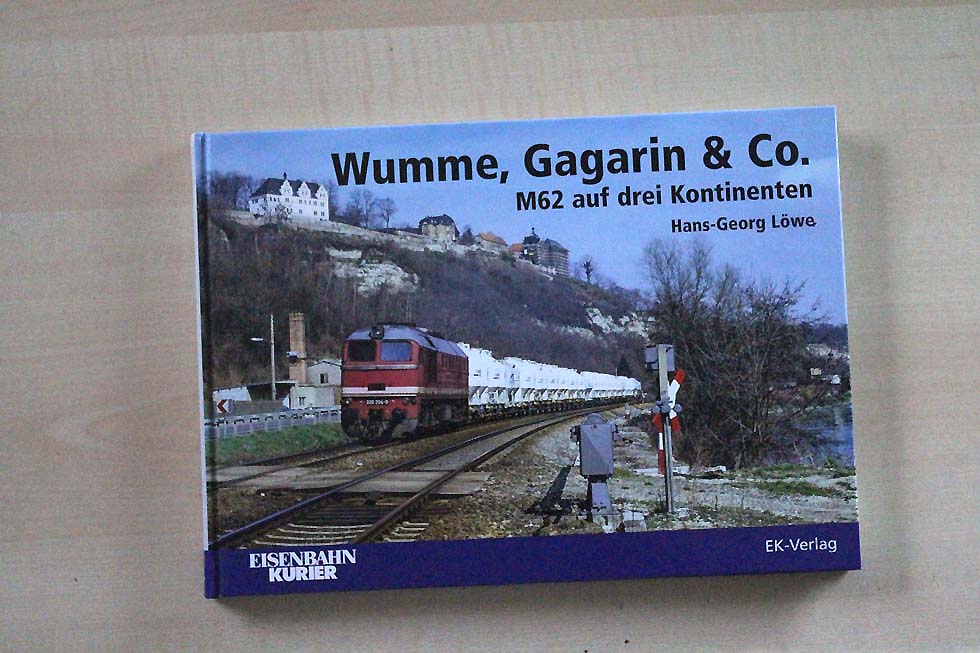 Wumme, Gagarin & Co.
M62 auf drei Kontinenten
Hans-Georg Löwe
EISENBAHN
KURIER
EK-Verlag